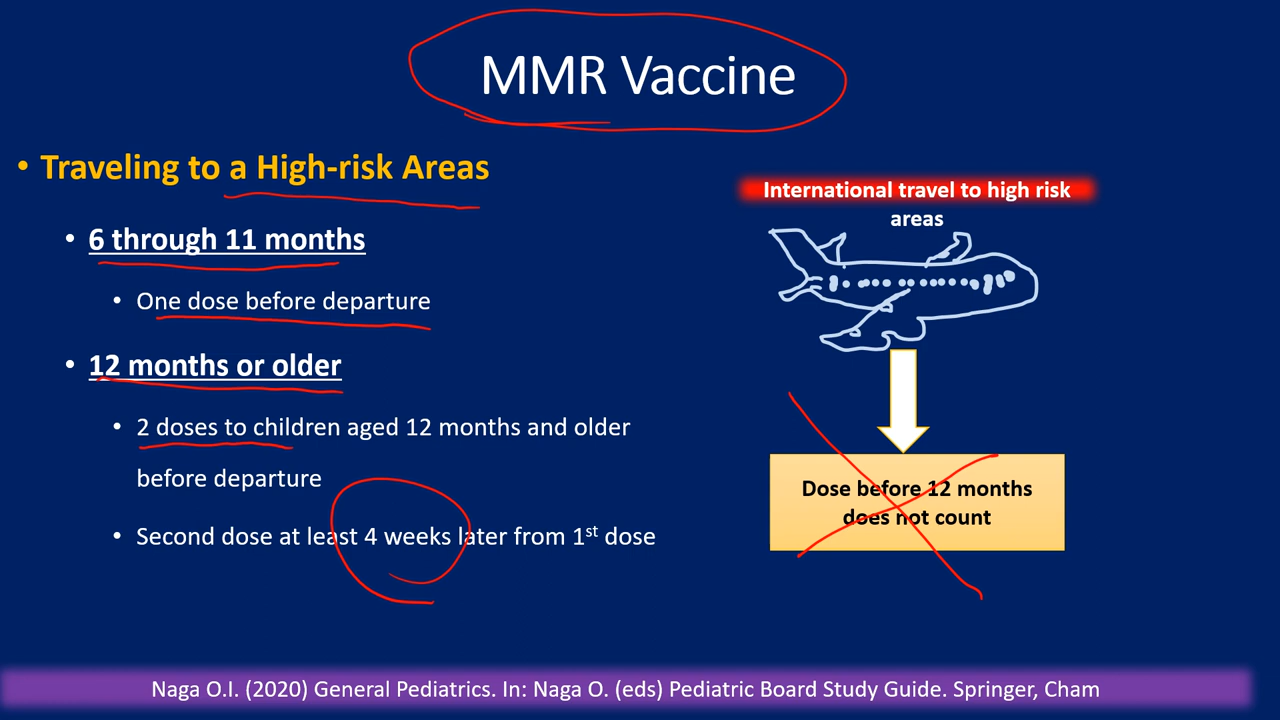 MMR Vaccine
• Traveling to a High-risk Areas
• 6 through 11 months
• One dose before departure
• 12 months or older
• 2 doses to children aged 12 months and older
before departure
• Second dose at least 4 weeks later from 1st dose
International travel to high risk
areas
Dose before 12 months
does not count
Naga O.I. (2020) General Pediatrics. In: Naga O. (eds) Pediatric Board Study Guide. Springer, Cham